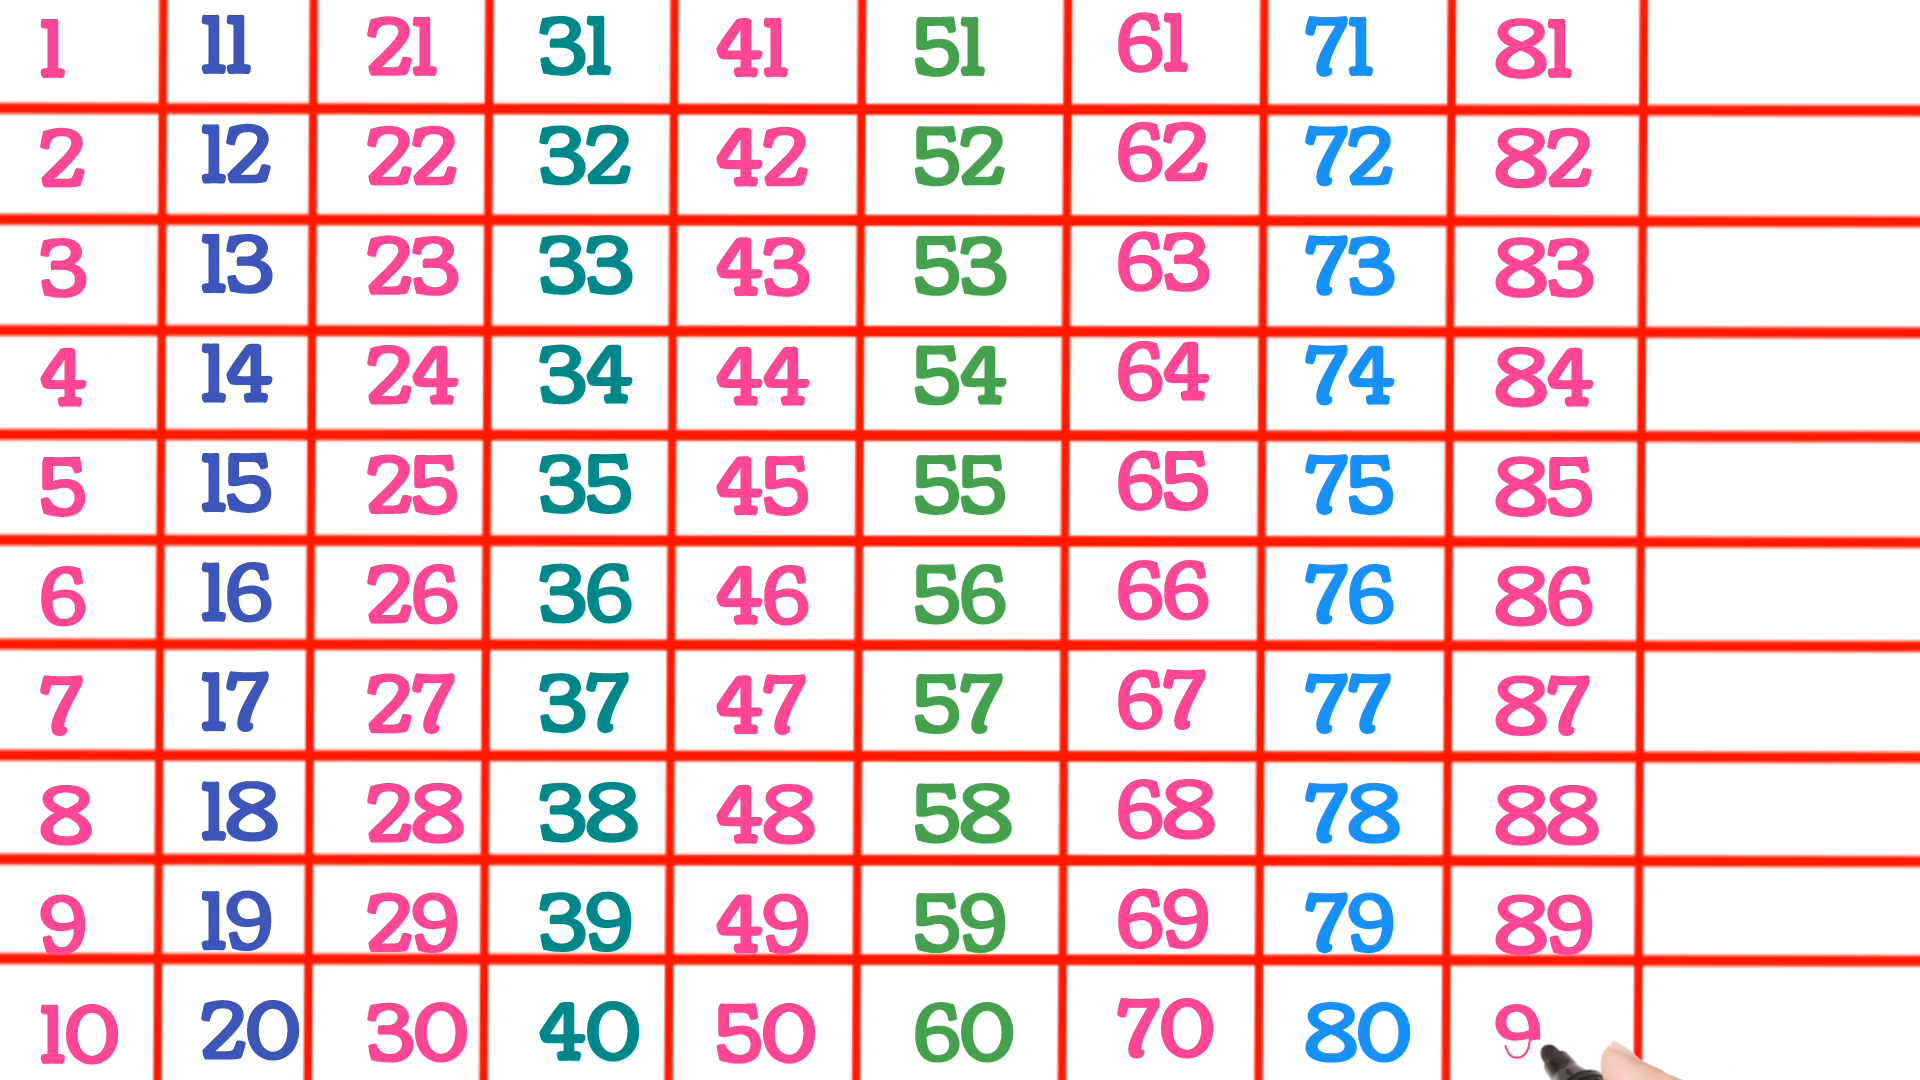 1 11 21 31 41 51 61 71 81
2 12 22 32 42 52 62 72 82
3 13 23 33 43 53 63 73 83
4 14 24 34 44 54 64 74 84
5 15 25 35 45 55 65 75 85
6 16 26 36 46 56 66 76 86
7 17 27 37 47 57 67 77 87
8 18 28 38 48 58 68 78 88
9 19 29 39 49 59 69 79 89
10 20 30 40 50 60 70 80 9